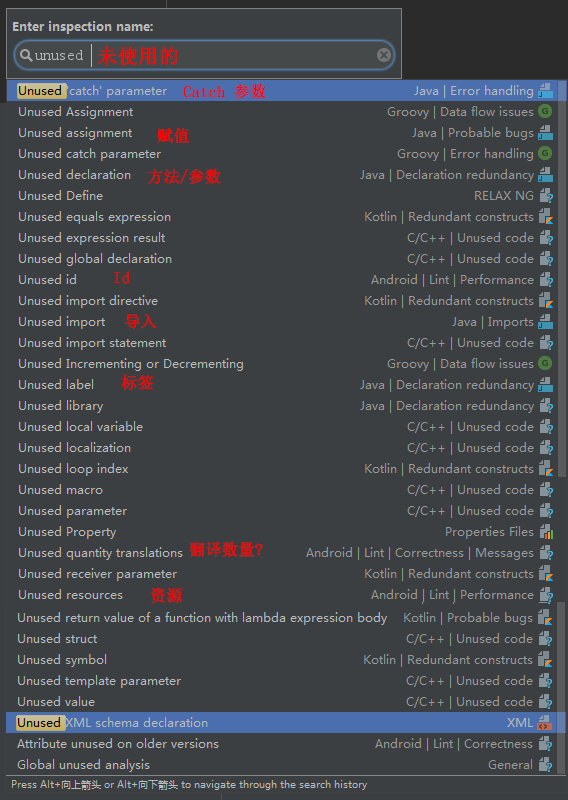 Enter inspection name:
unused 未使用的
Unused 'catch' parameter Catch 参数 Java | Error handling
Unused Assignment Groovy | Data flow issues
Unused assignment 赋值 Java | Probable bugs
Unused catch parameter Groovy | Error handling
Unused declaration 方法/参数 Java | Declaration redundancy
Unused Define RELAX NG
Unused equals expression Kotlin | Redundant constructs
Unused expression result C/C++ | Unused code
Unused global declaration C/C++ | Unused code
Unused id Id Android | Lint | Performance
Unused import directive Kotlin | Redundant constructs
Unused import 导入 Java | Imports
Unused import statement C/C++ | Unused code
Unused Incrementing or Decrementing Groovy | Data flow issues
Unused label 标签 Java | Declaration redundancy
Unused library Java | Declaration redundancy
Unused local variable C/C++ | Unused code
Unused localization C/C++ | Unused code
Unused loop index Kotlin | Redundant constructs
Unused macro C/C++ | Unused code
Unused parameter C/C++ | Unused code
Unused Property Properties Files
Unused quantity translations 翻译数量? Android | Lint | Correctness | Messages
Unused receiver parameter Kotlin | Redundant constructs
Unused resources 资源 Android | Lint | Performance
Unused return value of a function with lambda expression body Kotlin | Probable bugs
Unused struct C/C++ | Unused code
Unused symbol Kotlin | Redundant constructs
Unused template parameter C/C++ | Unused code
Unused value C/C++ | Unused code
Unused XML schema declaration XML
Attribute unused on older versions Android | Lint | Correctness
Global unused analysis General
Press Alt+向上箭头 or Alt+向下箭头 to navigate through the search history